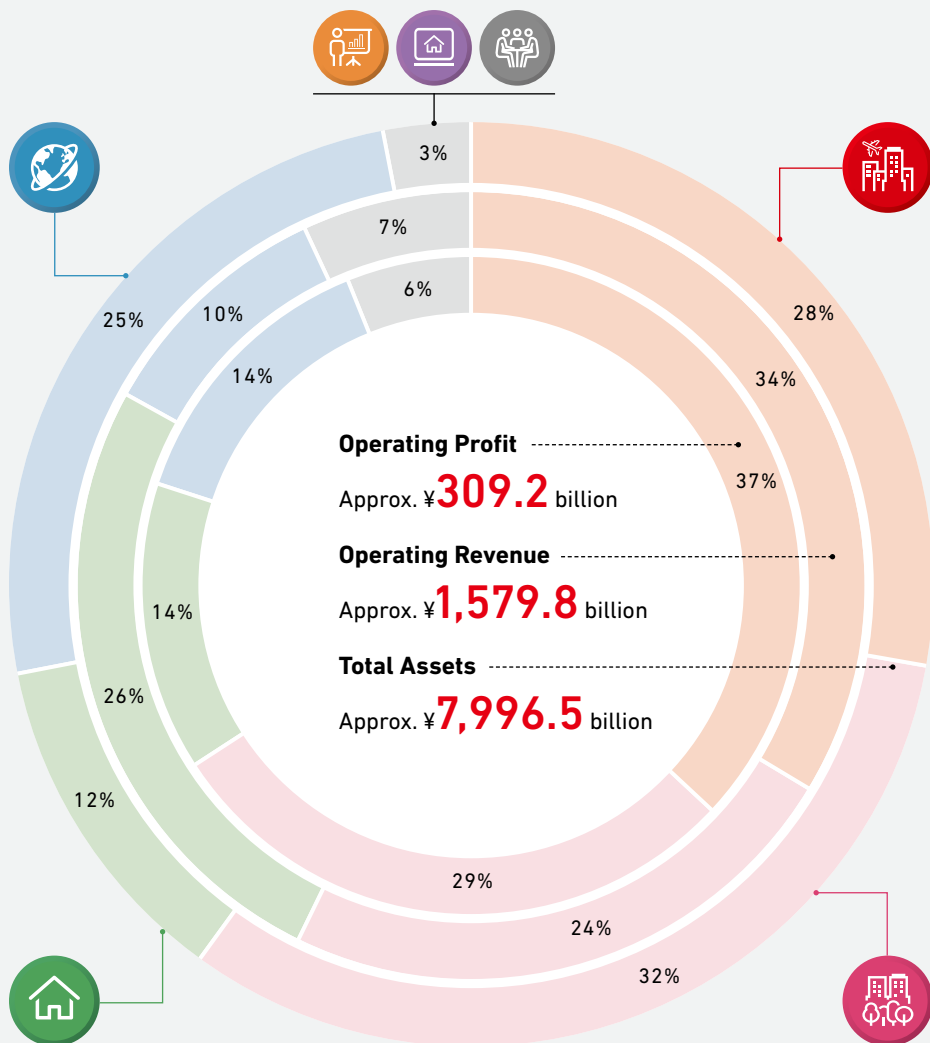 3%
7%
6%
25%
10%
28%
14%
34%
Operating Profit
37%
Approx. ¥309.2 billion
Operating Revenue
Approx. ¥1,579.8 billion
14%
Total Assets
26%
Approx. ¥7,996.5 billion
12%
29%
24%
32%